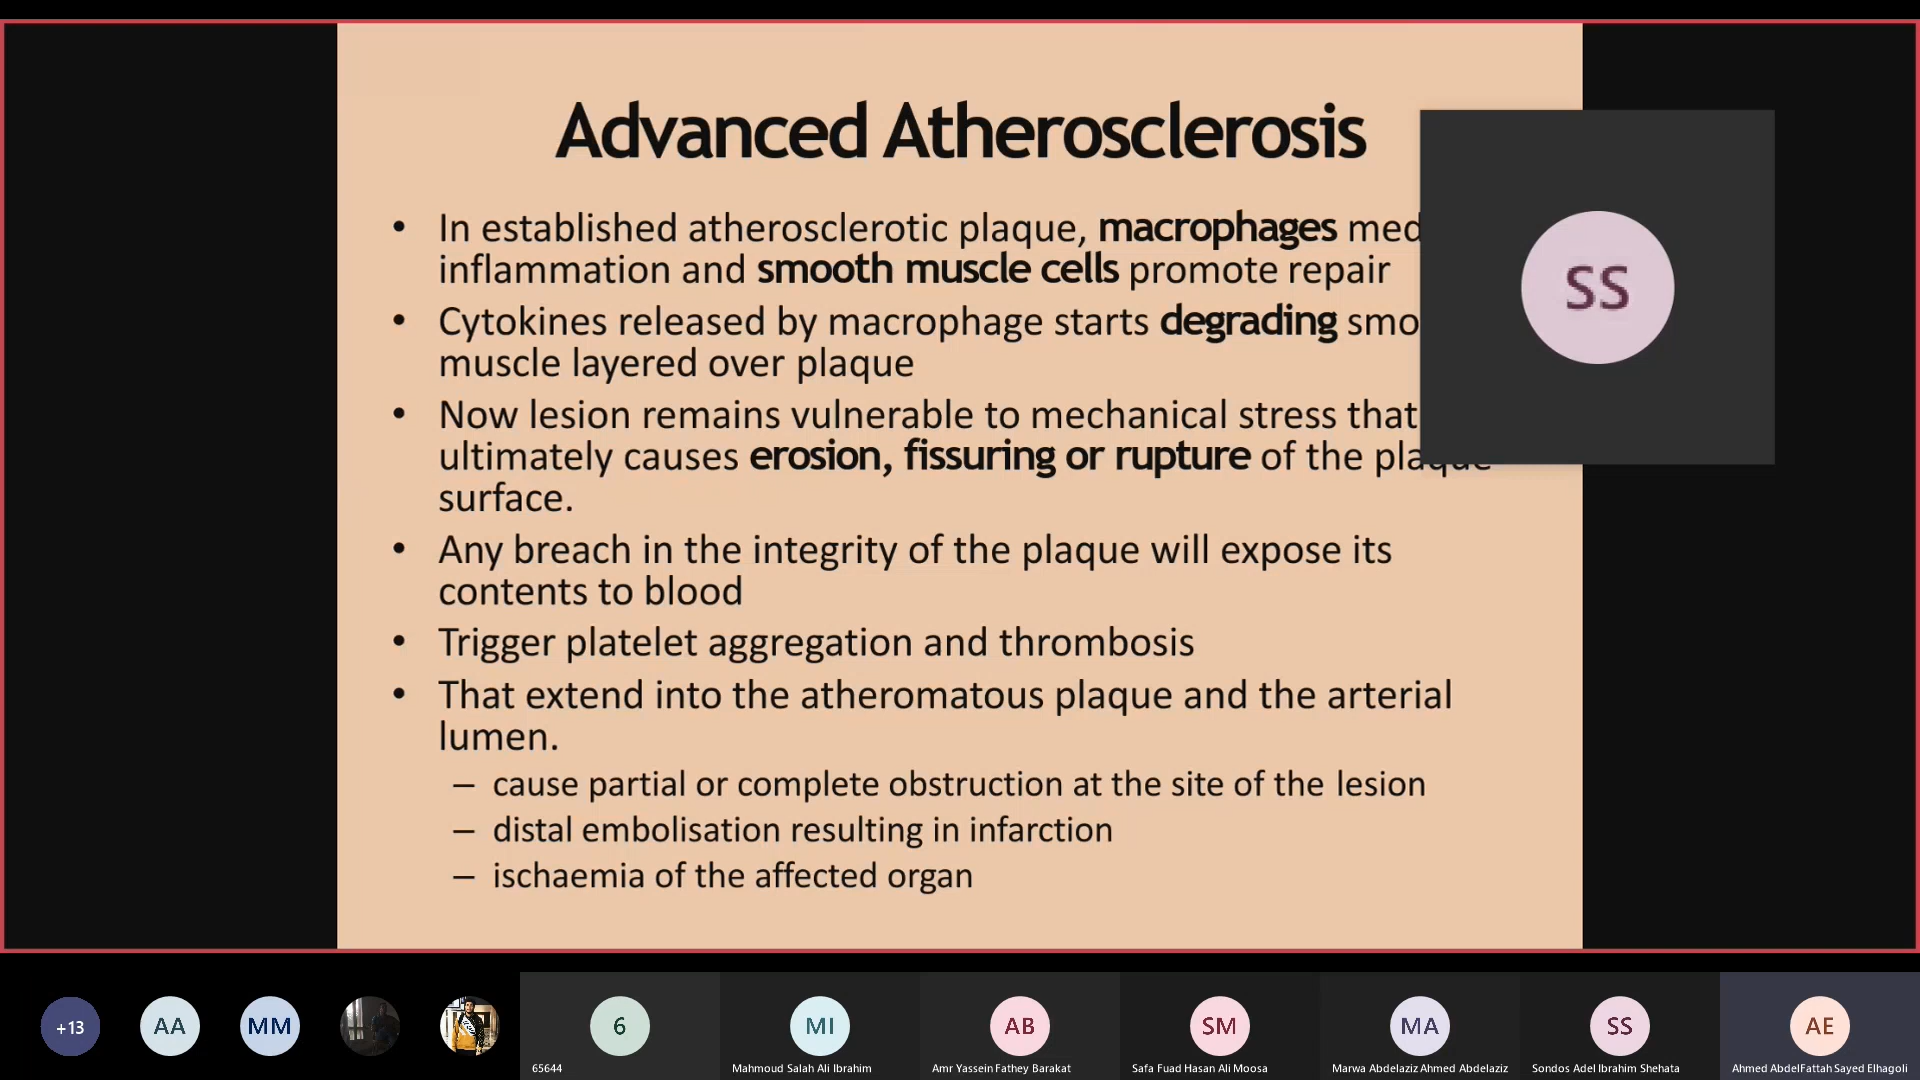 Advanced Atherosclerosis
• In established atherosclerotic plaque, macrophages
inflammation and smooth muscle cells promote repair
• Cytokines released by macrophage starts degrading
muscle layered over plaque
• Now lesion remains vulnerable to mechanical stress that
ultimately causes erosion, fissuring or rupture of the plaque
surface.
• Any breach in the integrity of the plaque will expose its
contents to blood
• Trigger platelet aggregation and thrombosis
• That extend into the atheromatous plaque and the arterial
lumen.
– cause partial or complete obstruction at the site of the lesion
– distal embolisation resulting in infarction
– ischaemia of the affected organ
SS
+13
AA
MM
6
MI
AB
SM
MA
SS
AE
65644
Mahmoud Salah Ali Ibrahim
Amr Yassein Fathey Barakat
Safa Fuad Hasan Ali Moosa
Marwa Abdelaziz Ahmed Abdelaziz
Sondos Adel Ibrahim Shehata
Ahmed AbdelFattah Sayed Elhagoli